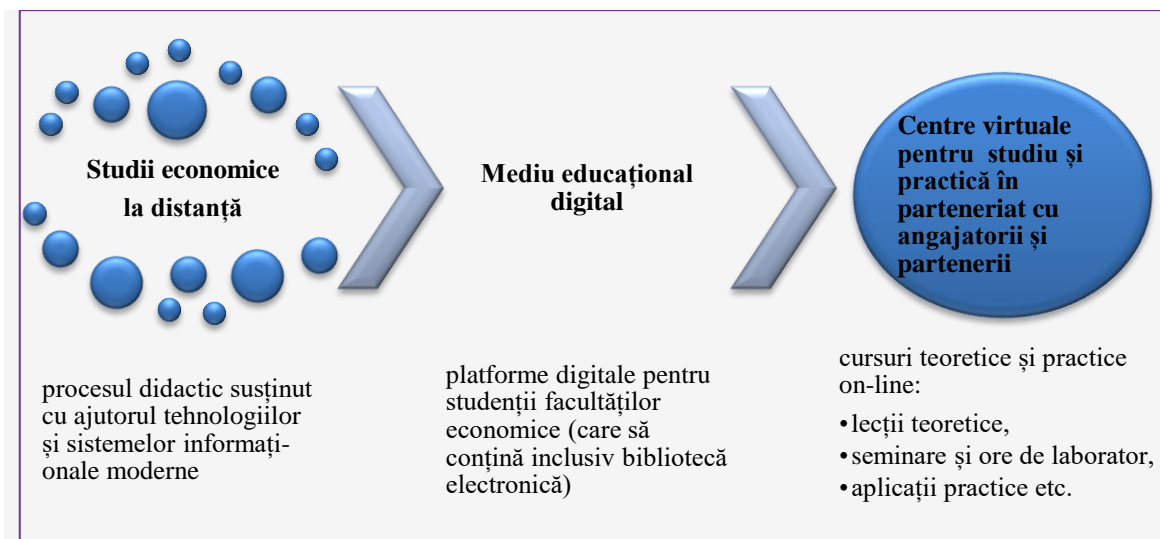 Studii economice
la distanță
Mediu educațional
digital
Centre virtuale
pentru studiu și
practică în
parteneriat cu
angajatorii și
partenerii
procesul didactic susținut
cu ajutorul tehnologiilor
și sistemelor informați-
onale moderne
platforme digitale pentru
studenții facultăților
economice (care să
conțină inclusiv bibliotecă
electronică)
cursuri teoretice și practice
on-line:
•lecții teoretice,
•seminare și ore de laborator,
•aplicații practice etc.